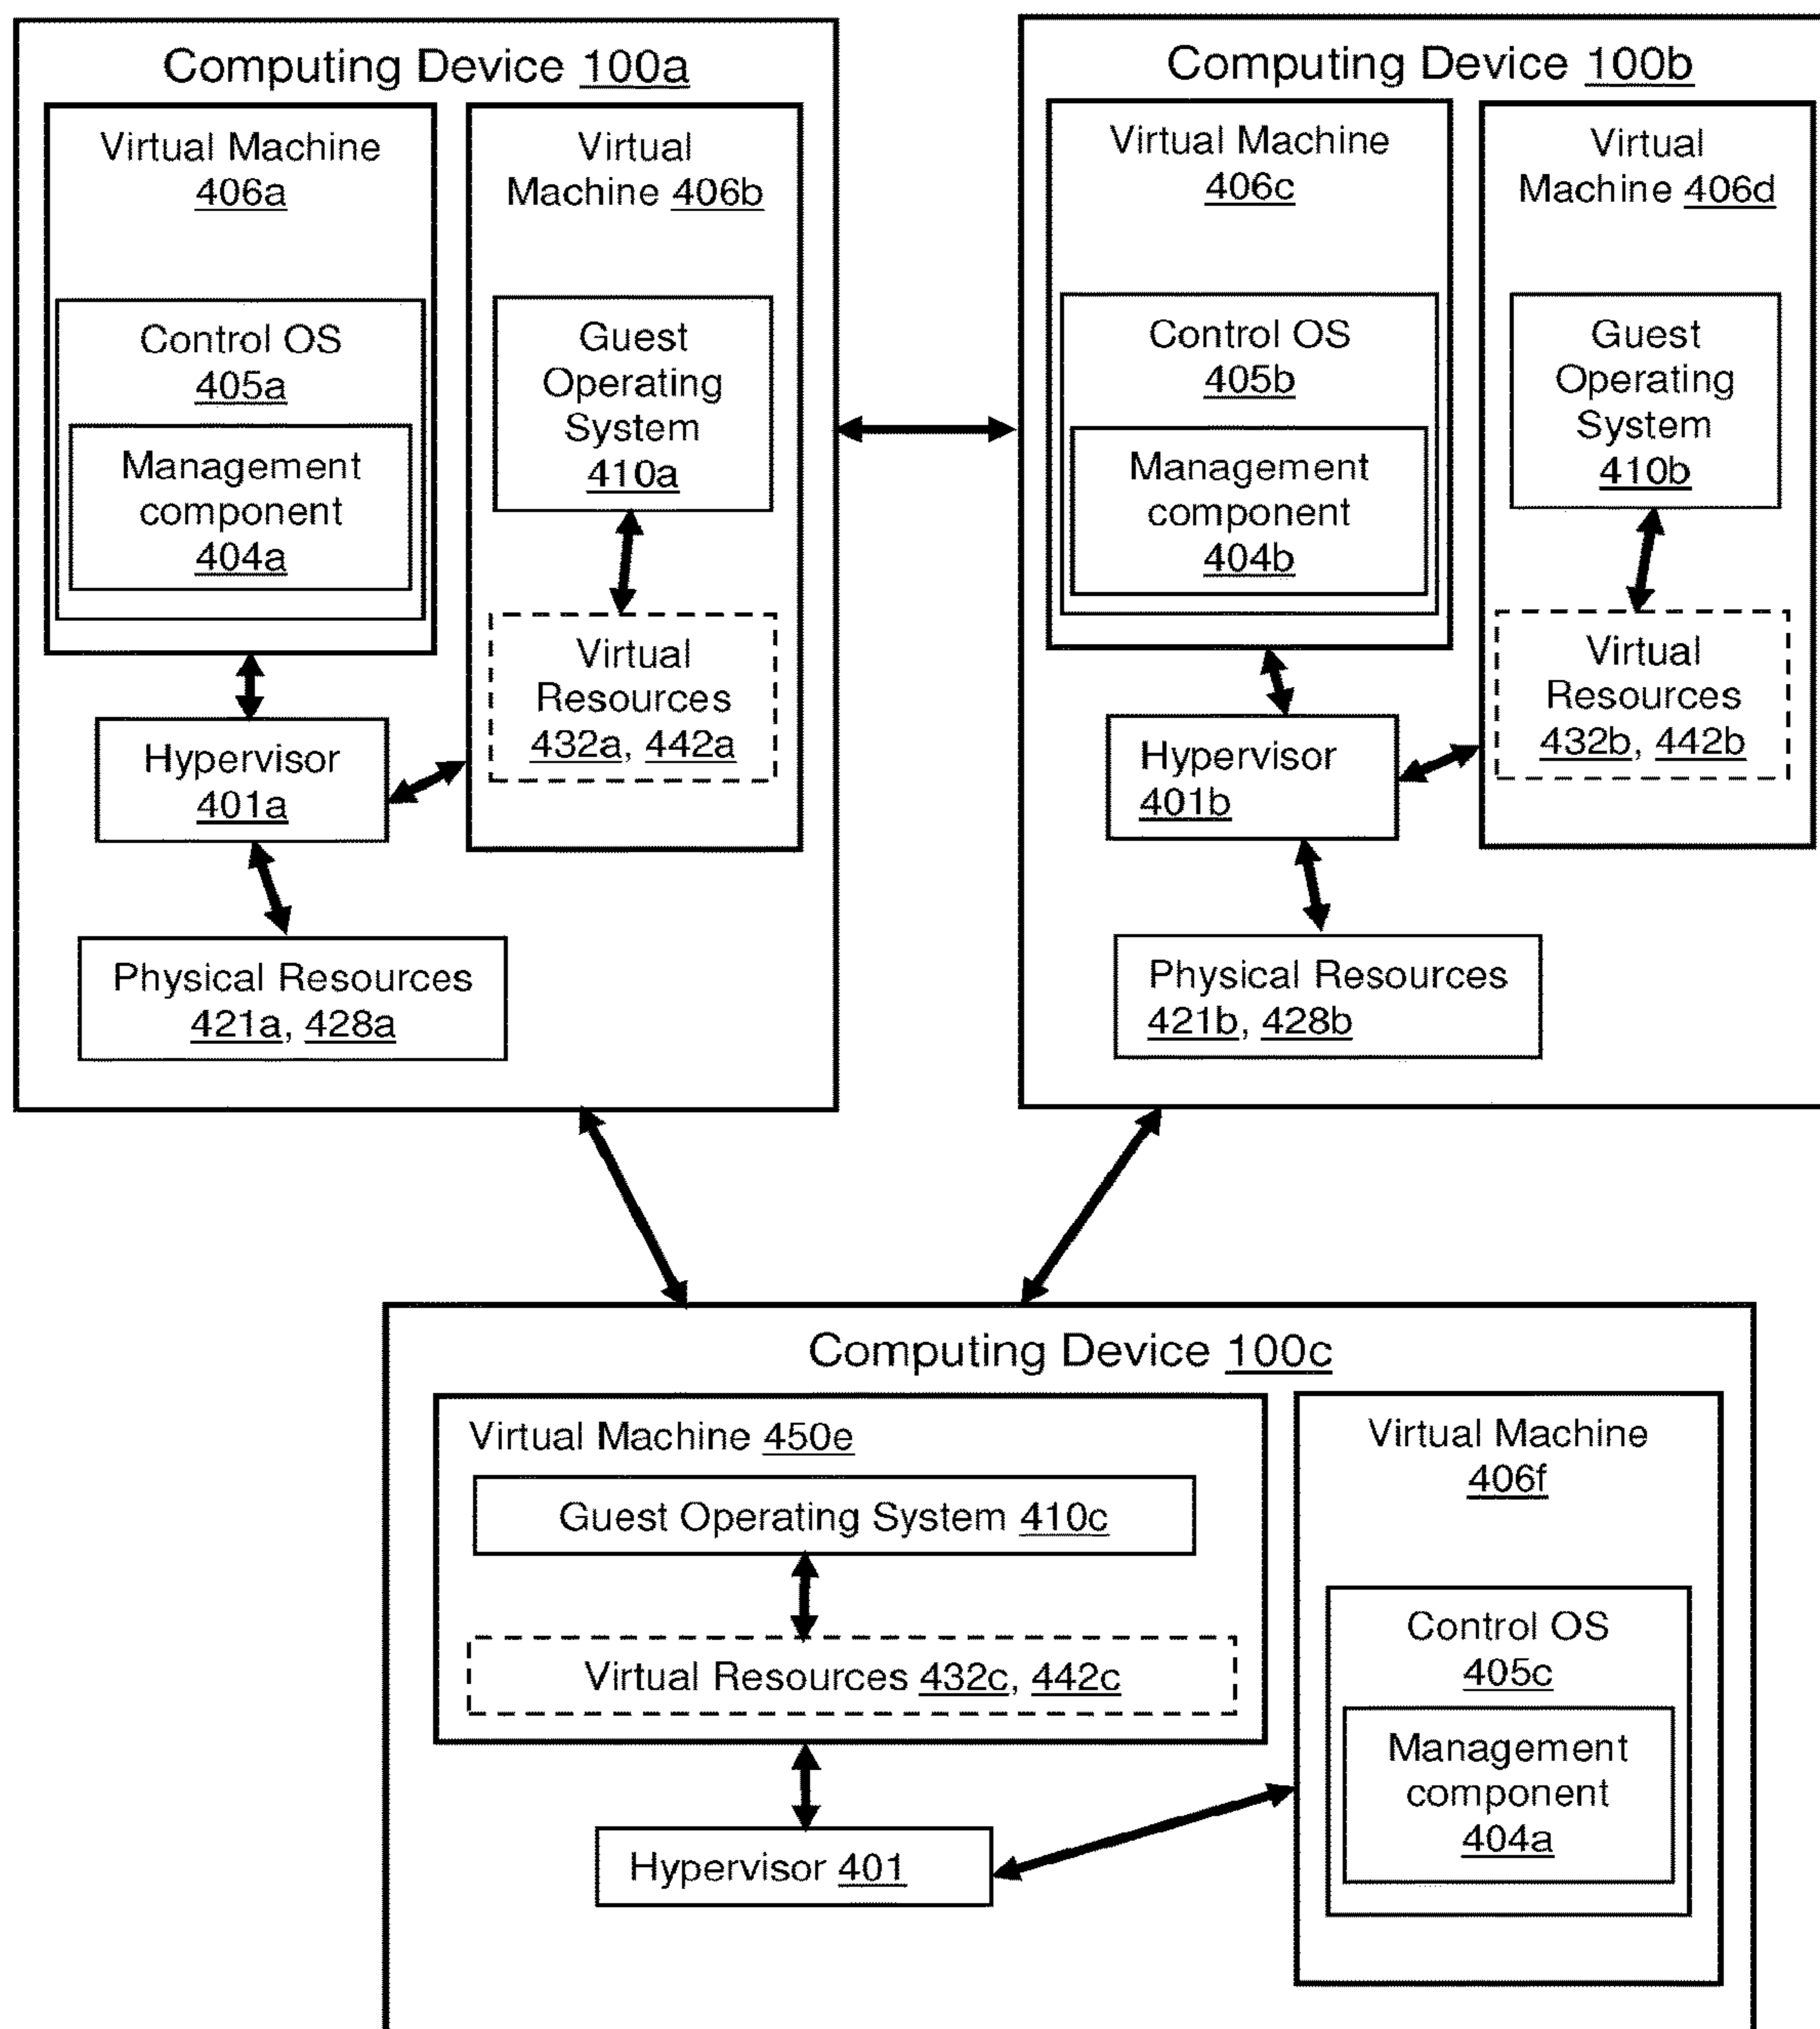 Computing Device 100a
Virtual Machine
406a
Control OS
405a
Management
component
404a
Virtual
Machine 406b
Guest
Operating
System
410a
Virtual
Resources
432a, 442a
Hypervisor
401a
Physical Resources
421a, 428a
Computing Device 100b
Virtual Machine
406c
Control OS
405b
Management
component
404b
Virtual
Machine 406d
Guest
Operating
System
410b
Virtual
Resources
432b, 442b
Hypervisor
401b
Physical Resources
421b, 428b
Computing Device 100c
Virtual Machine 450e
Guest Operating System 410c
Virtual Resources 432c, 442c
Hypervisor 401
Virtual Machine
406f
Control OS
405c
Management
component
404a